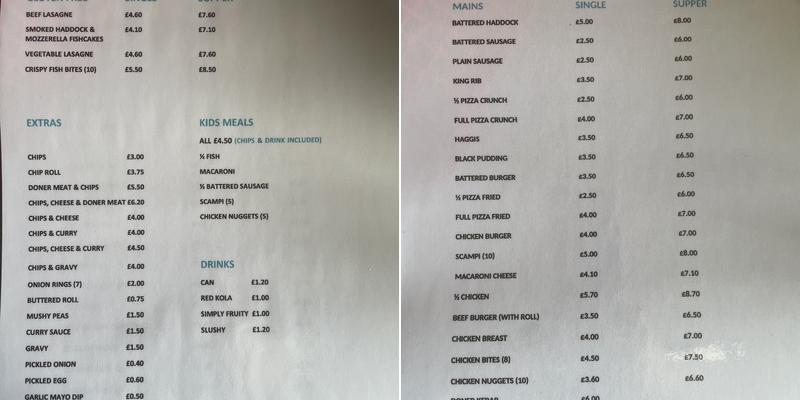 BEEF LASAGNE £4.60 £7.60
SMOKED HADDOCK & £4.10 £7.10
MOZZERELLA FISHCAKES
VEGETABLE LASAGNE £4.60 £7.60
CRISPY FISH BITES (10) £5.50 £8.50
EXTRAS
CHIPS £3.00
CHIP ROLL £3.75
DONER MEAT & CHIPS £5.50
CHIPS, CHEESE & DONER MEAT £6.20
CHIPS & CHEESE £4.00
CHIPS & CURRY £4.00
CHIPS, CHEESE & CURRY £4.50
CHIPS & GRAVY £4.00
ONION RINGS (7) £2.00
BUTTERED ROLL £0.75
MUSHY PEAS £1.50
CURRY SAUCE £1.50
GRAVY £1.50
PICKLED ONION £0.40
PICKLED EGG £0.60
GARLIC MAYO DIP £0.50
KIDS MEALS
ALL £4.50 (CHIPS & DRINK INCLUDED)
½ FISH
MACARONI
½ BATTERED SAUSAGE
SCAMPI (5)
CHICKEN NUGGETS (5)
DRINKS
CAN £1.20
RED KOLA £1.00
SIMPLY FRUITY £1.00
SLUSHY £1.20
MAINS SINGLE SUPPER
BATTERED HADDOCK £5.00 £8.00
BATTERED SAUSAGE £2.50 £6.00
PLAIN SAUSAGE £2.50 £6.00
KING RIB £3.50 £7.00
½ PIZZA CRUNCH £2.50 £6.00
FULL PIZZA CRUNCH £4.00 £7.00
HAGGIS £3.50 £6.50
BLACK PUDDING £3.50 £6.50
BATTERED BURGER £3.50 £6.50
½ PIZZA FRIED £2.50 £6.00
FULL PIZZA FRIED £4.00 £7.00
CHICKEN BURGER £4.00 £7.00
SCAMPI (10) £5.00 £8.00
MACARONI CHEESE £4.10 £7.10
½ CHICKEN £5.70 £8.70
BEEF BURGER (WITH ROLL) £3.50 £6.50
CHICKEN BREAST £4.00 £7.00
CHICKEN BITES (8) £4.50 £7.50
CHICKEN NUGGETS (10) £3.60 £6.60
DONER KEBAB £6.00